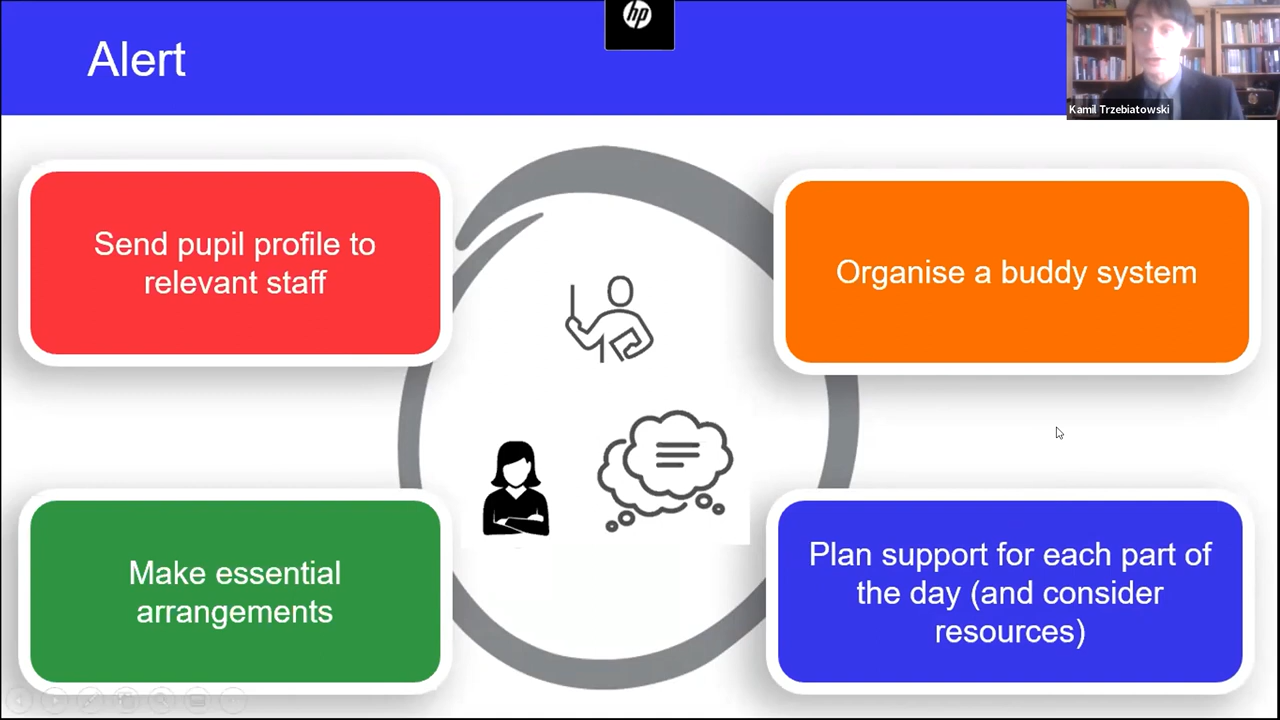 hp
Alert
Kamil Trzebiatowski
Send pupil profile to
relevant staff
Organise a buddy system
Make essential
arrangements
Plan support for each part of
the day (and consider
resources)